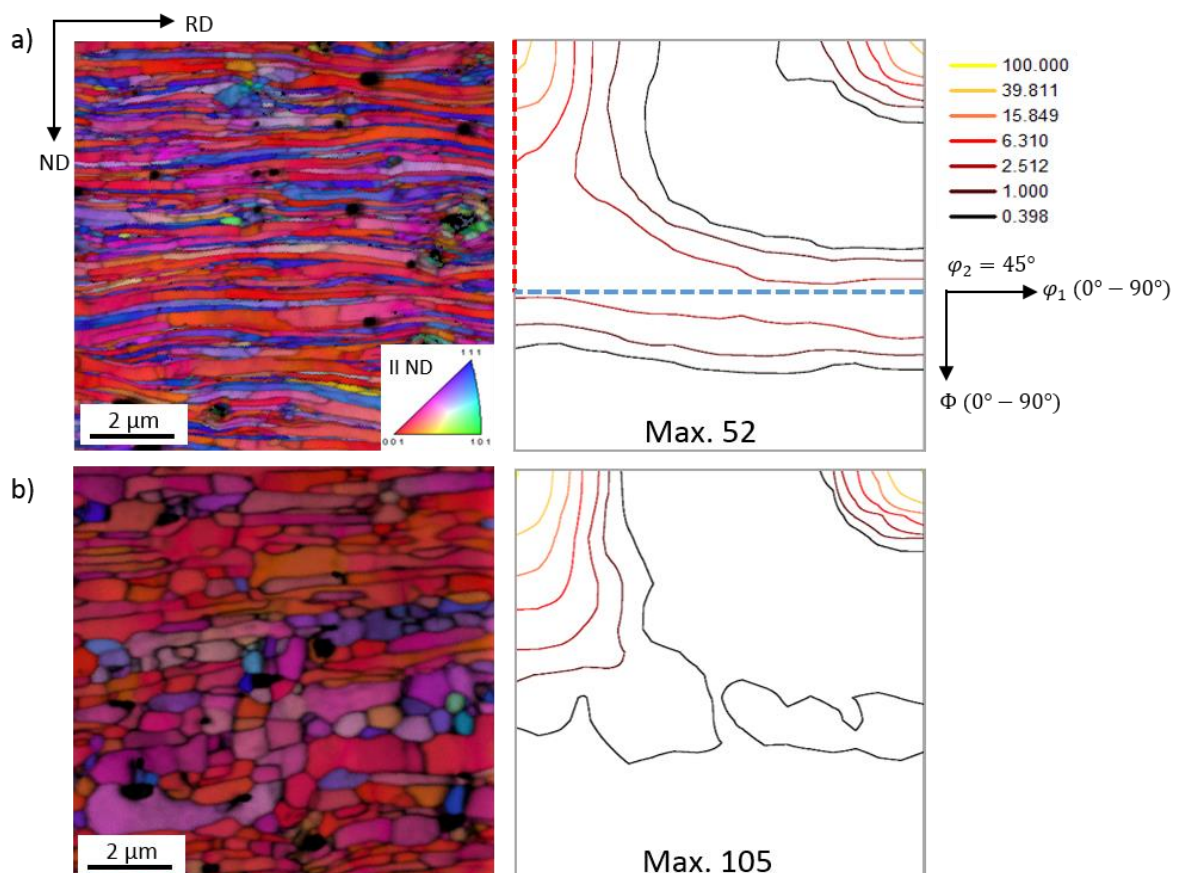 a)
RD
ND
II ND
111
001
101
2 μm
Max. 52
100.000
39.811
15.849
6.310
2.512
1.000
0.398
φ₂ = 45°
φ₁ (0° − 90°)
Φ (0° − 90°)
b)
2 μm
Max. 105